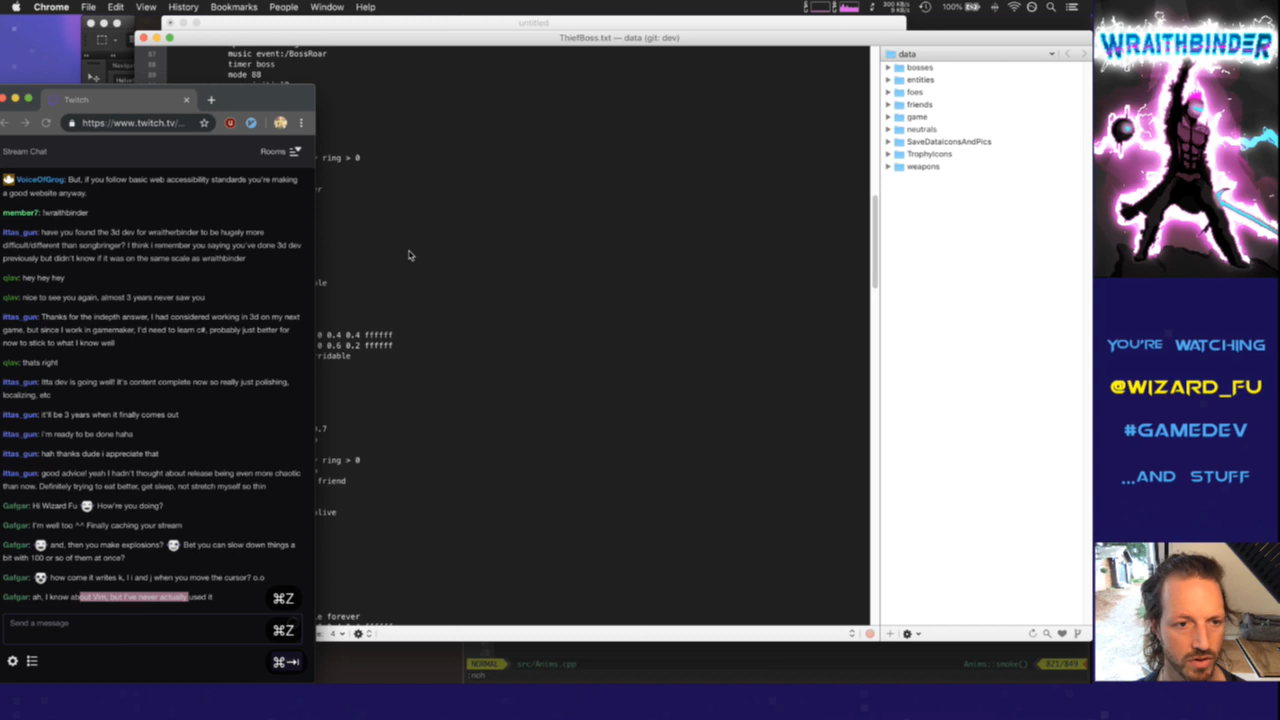 Chrome File Edit View History Bookmarks People Window Help
300 KB/s
9 KB/s
100%
untitled
ThiefBoss.txt — data (git: dev)
87 music event:/BossRoar
88 timer boss
89 mode 88
ring > 0
0 0.4 0.4 ffffff
0 0.6 0.2 ffffff
ring > 0
friend
forever
data
bosses
entities
foes
friends
game
neutrals
SaveDataIconsAndPics
TrophyIcons
weapons
Twitch
https://www.twitch.tv/...
Stream Chat
Rooms
VoiceOfGrog: But, if you follow basic web accessibility standards you're making
a good website anyway.
member7: !wraithbinder
ittas_gun: have you found the 3d dev for wraitherbinder to be hugely more
difficult/different than songbringer? I think i remember you saying you've done 3d dev
previously but didn't know if it was on the same scale as wraithbinder
qlav: hey hey hey
qlav: nice to see you again, almost 3 years never saw you
ittas_gun: Thanks for the indepth answer, I had considered working in 3d on my next
game, but since I work in gamemaker, I'd need to learn c#, probably just better for
now to stick to what I know well
qlav: thats right
ittas_gun: Itta dev is going well! It's content complete now so really just polishing,
localizing, etc
ittas_gun: it'll be 3 years when it finally comes out
ittas_gun: i'm ready to be done haha
ittas_gun: hah thanks dude i appreciate that
ittas_gun: good advice! yeah I hadn't thought about release being even more chaotic
than now. Definitely trying to eat better, get sleep, not stretch myself so thin
Gafgar: Hi Wizard Fu How're you doing?
Gafgar: I'm well too ^^ Finally caching your stream
Gafgar: and, then you make explosions? Bet you can slow down things a
bit with 100 or so of them at once?
Gafgar: how come it writes k, l i and j when you move the cursor? o.o
Gafgar: ah, I know about Vim, but I've never actually used it
⌘Z
Send a message
⌘Z
⌘⇥
4
NORMAL src/Anims.cpp Anims::smoke() 821/849
:noh
WRAITHBINDER
YOU'RE WATCHING
@WIZARD_FU
#GAMEDEV
...AND STUFF